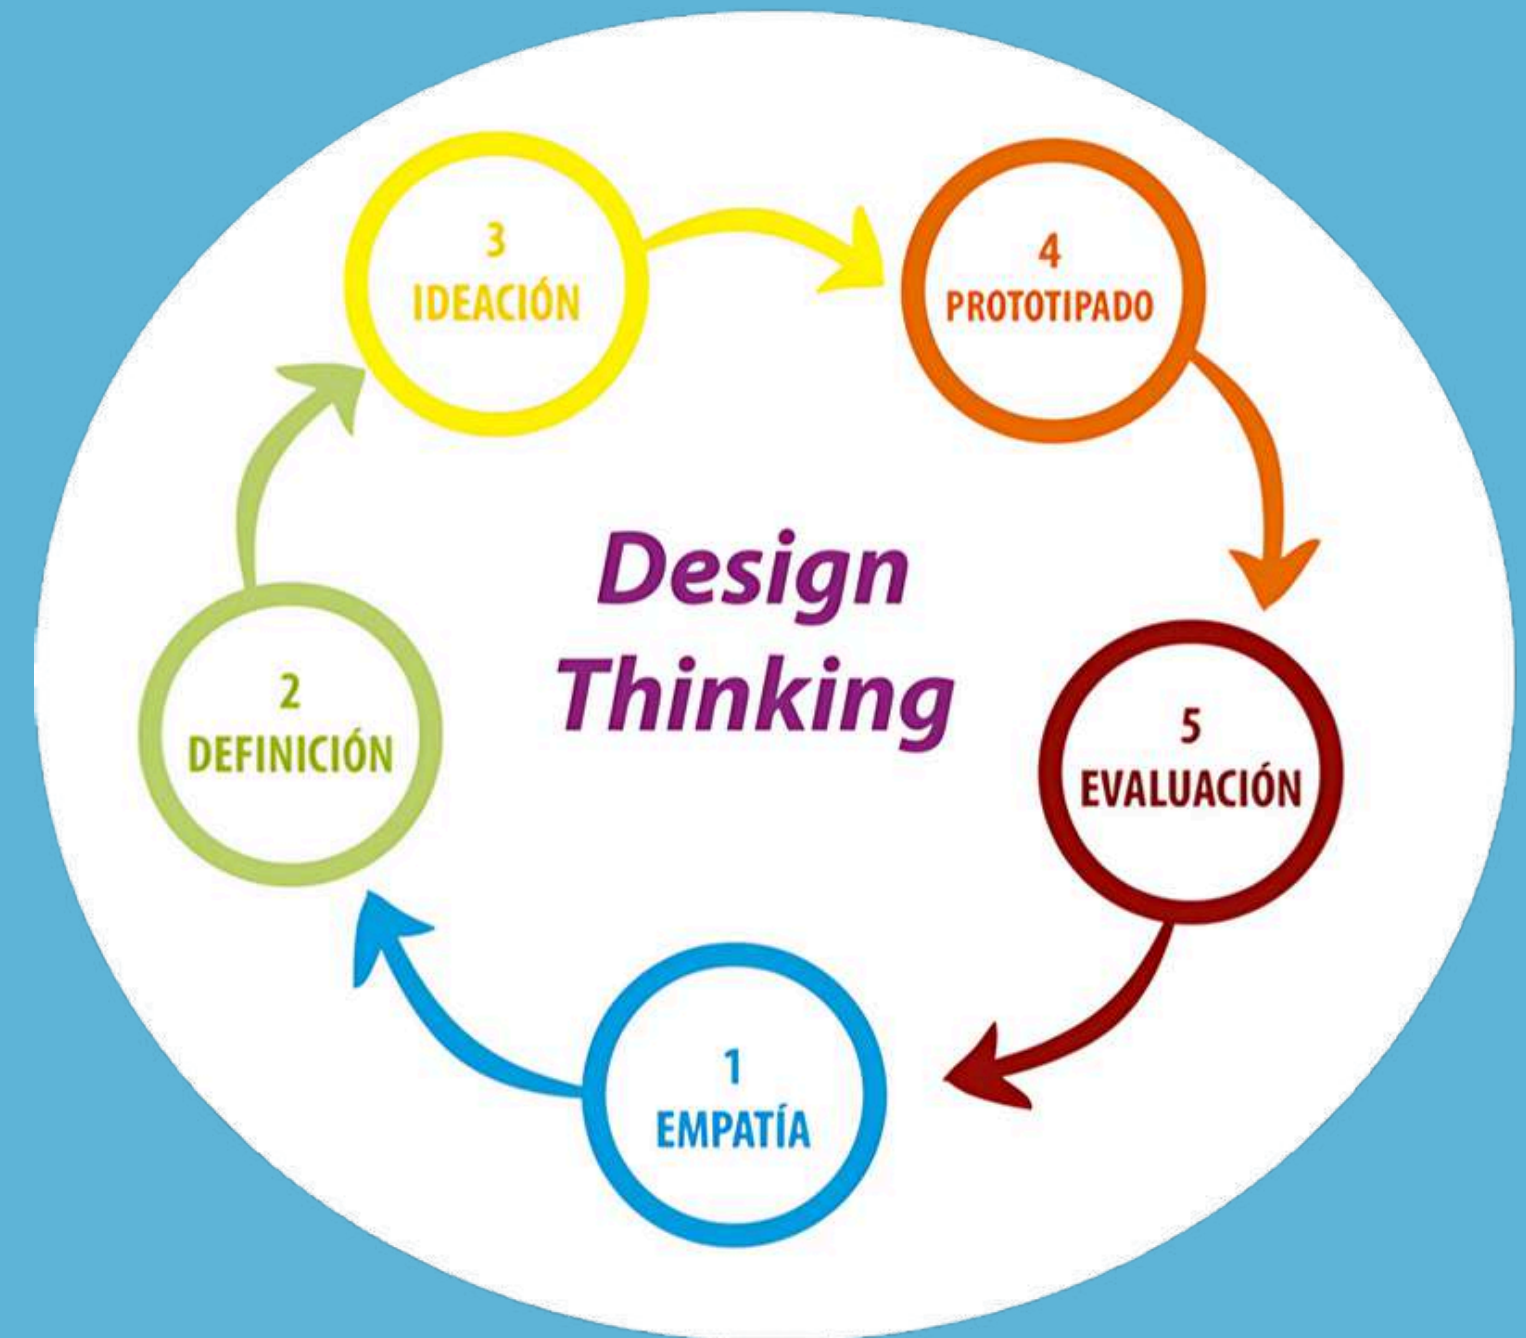 3
IDEACIÓN
4
PROTOTIPADO
Design
Thinking
2
DEFINICIÓN
5
EVALUACIÓN
1
EMPATÍA